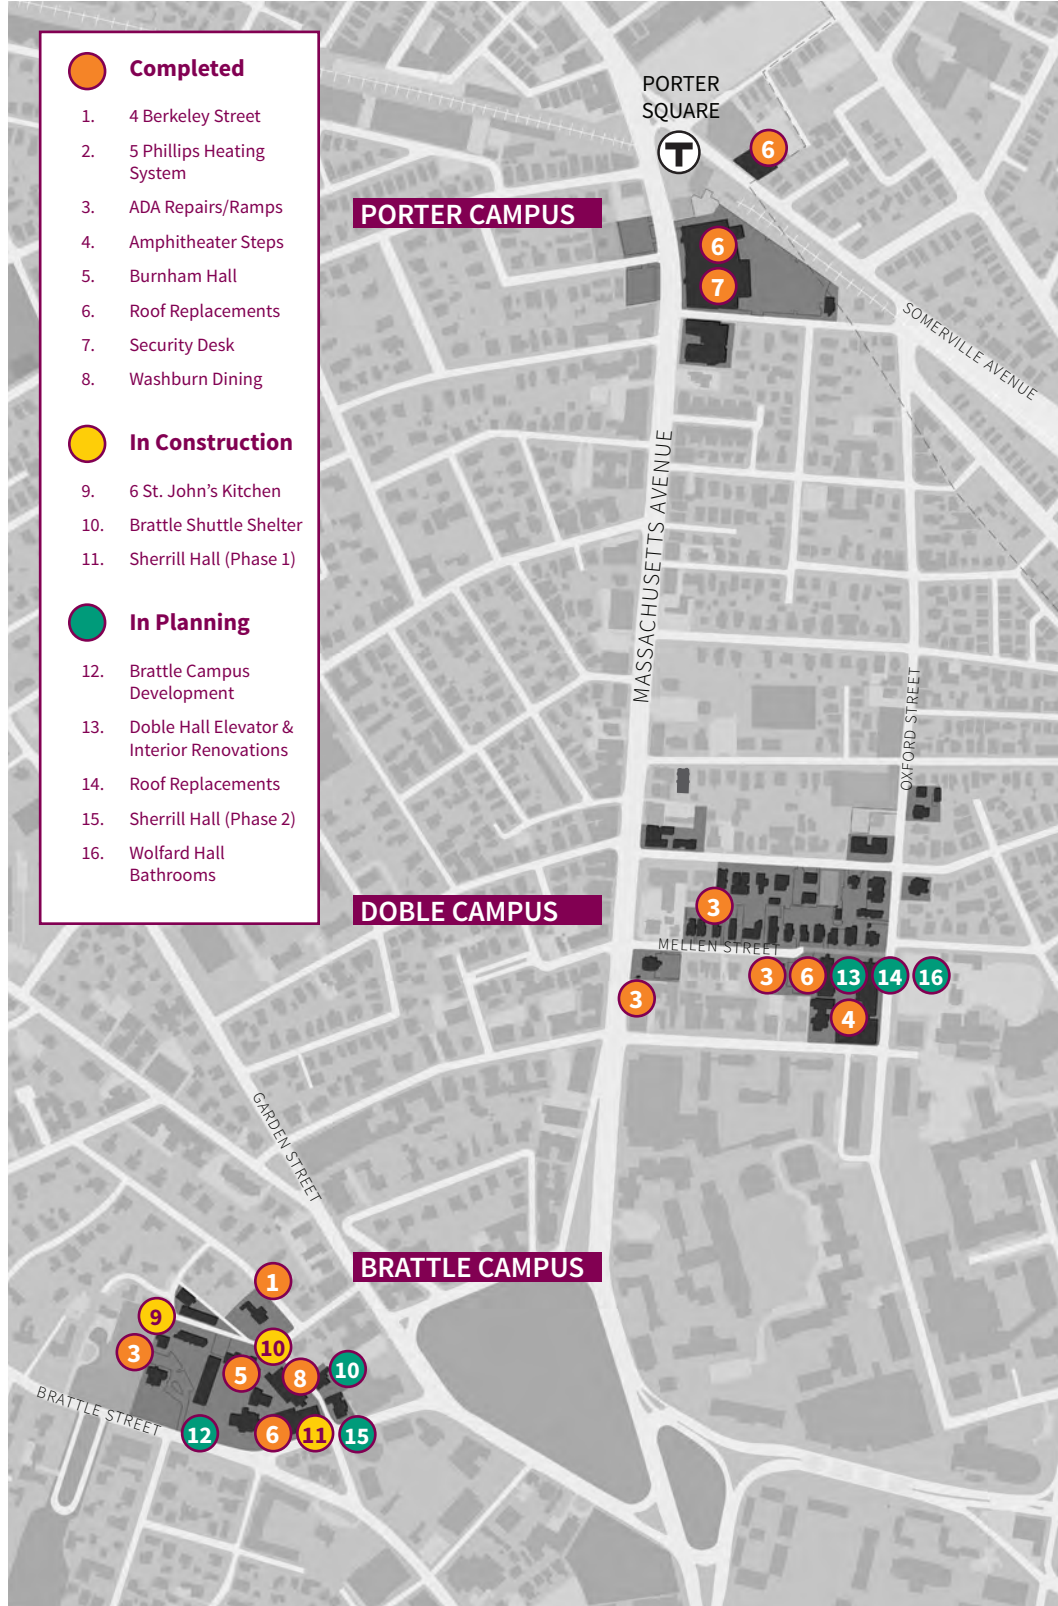 Completed
1. 4 Berkeley Street
2. 5 Phillips Heating
System
3. ADA Repairs/Ramps
4. Amphitheater Steps
5. Burnham Hall
6. Roof Replacements
7. Security Desk
8. Washburn Dining
In Construction
9. 6 St. John’s Kitchen
10. Brattle Shuttle Shelter
11. Sherrill Hall (Phase 1)
In Planning
12. Brattle Campus
Development
13. Doble Hall Elevator &
Interior Renovations
14. Roof Replacements
15. Sherrill Hall (Phase 2)
16. Wolfard Hall
Bathrooms
PORTER
SQUARE
T
6
PORTER CAMPUS
6
7
SOMERVILLE AVENUE
MASSACHUSETTS AVENUE
OXFORD STREET
DOBLE CAMPUS
3
MELLEN STREET
3
6
13
14
16
3
4
GARDEN STREET
BRATTLE CAMPUS
1
9
10
3
5
8
10
BRATTLE STREET
12
6
11
15